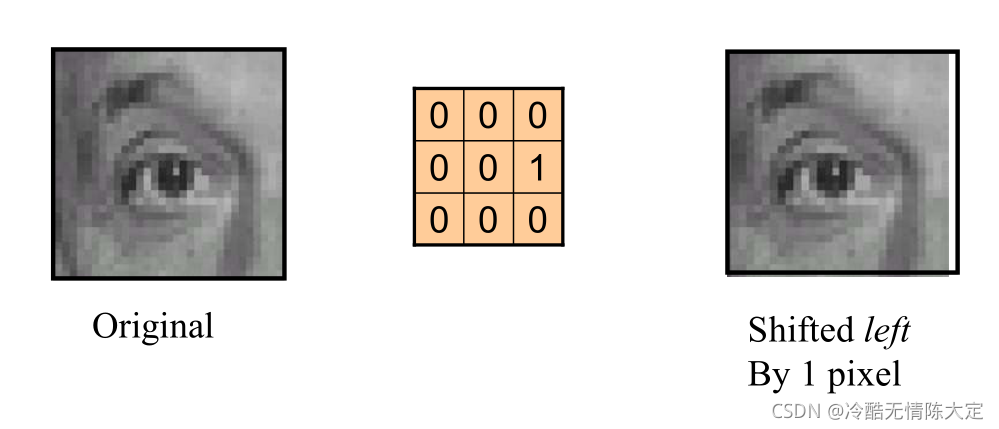 0 0 0
0 0 1
0 0 0
Original
Shifted left
By 1 pixel
CSDN @冷酷无情陈大定